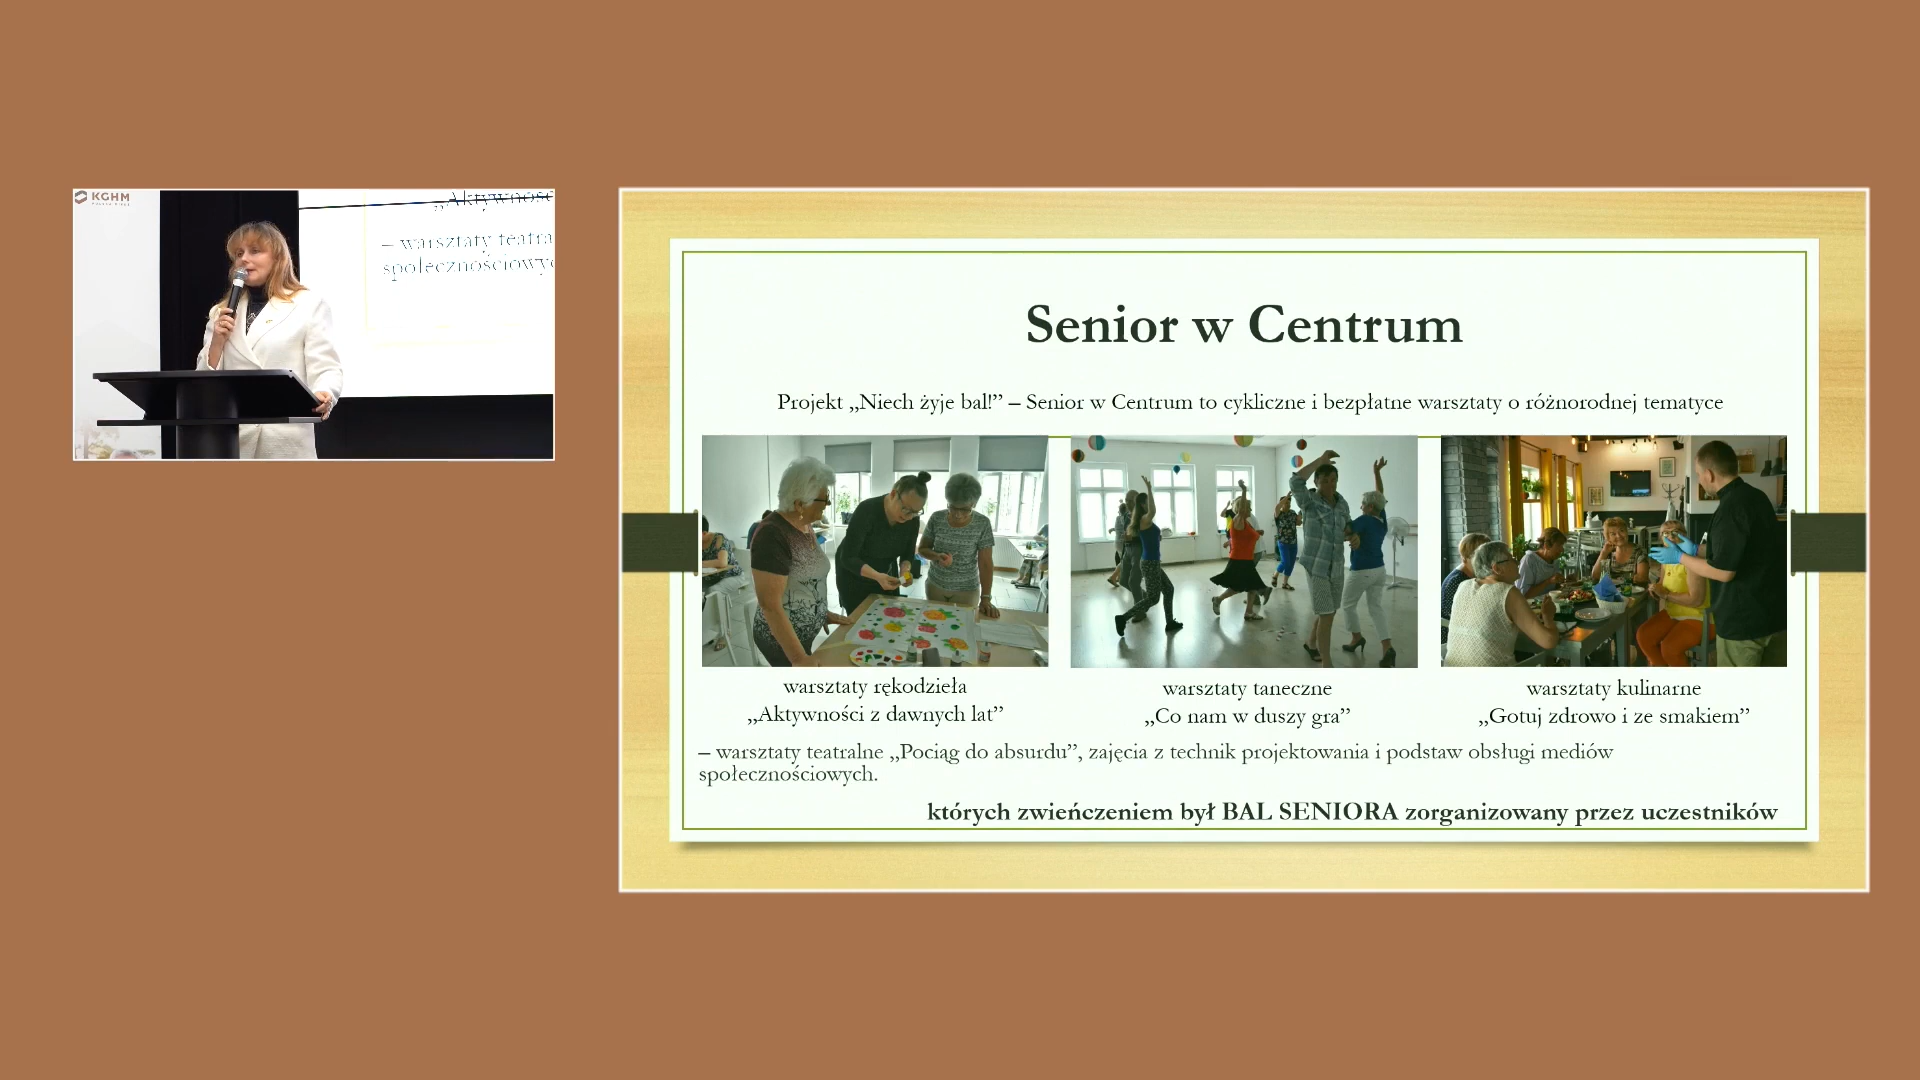 KGHM
„Aktywnośc
– warsztaty teatra
społecznościowyc
Senior w Centrum
Projekt „Niech żyje bal!” – Senior w Centrum to cykliczne i bezpłatne warsztaty o różnorodnej tematyce
warsztaty rękodzieła
„Aktywności z dawnych lat”
warsztaty taneczne
„Co nam w duszy gra”
warsztaty kulinarne
„Gotuj zdrowo i ze smakiem”
– warsztaty teatralne „Pociąg do absurdu”, zajęcia z technik projektowania i podstaw obsługi mediów
społecznościowych.
których zwieńczeniem był BAL SENIORA zorganizowany przez uczestników